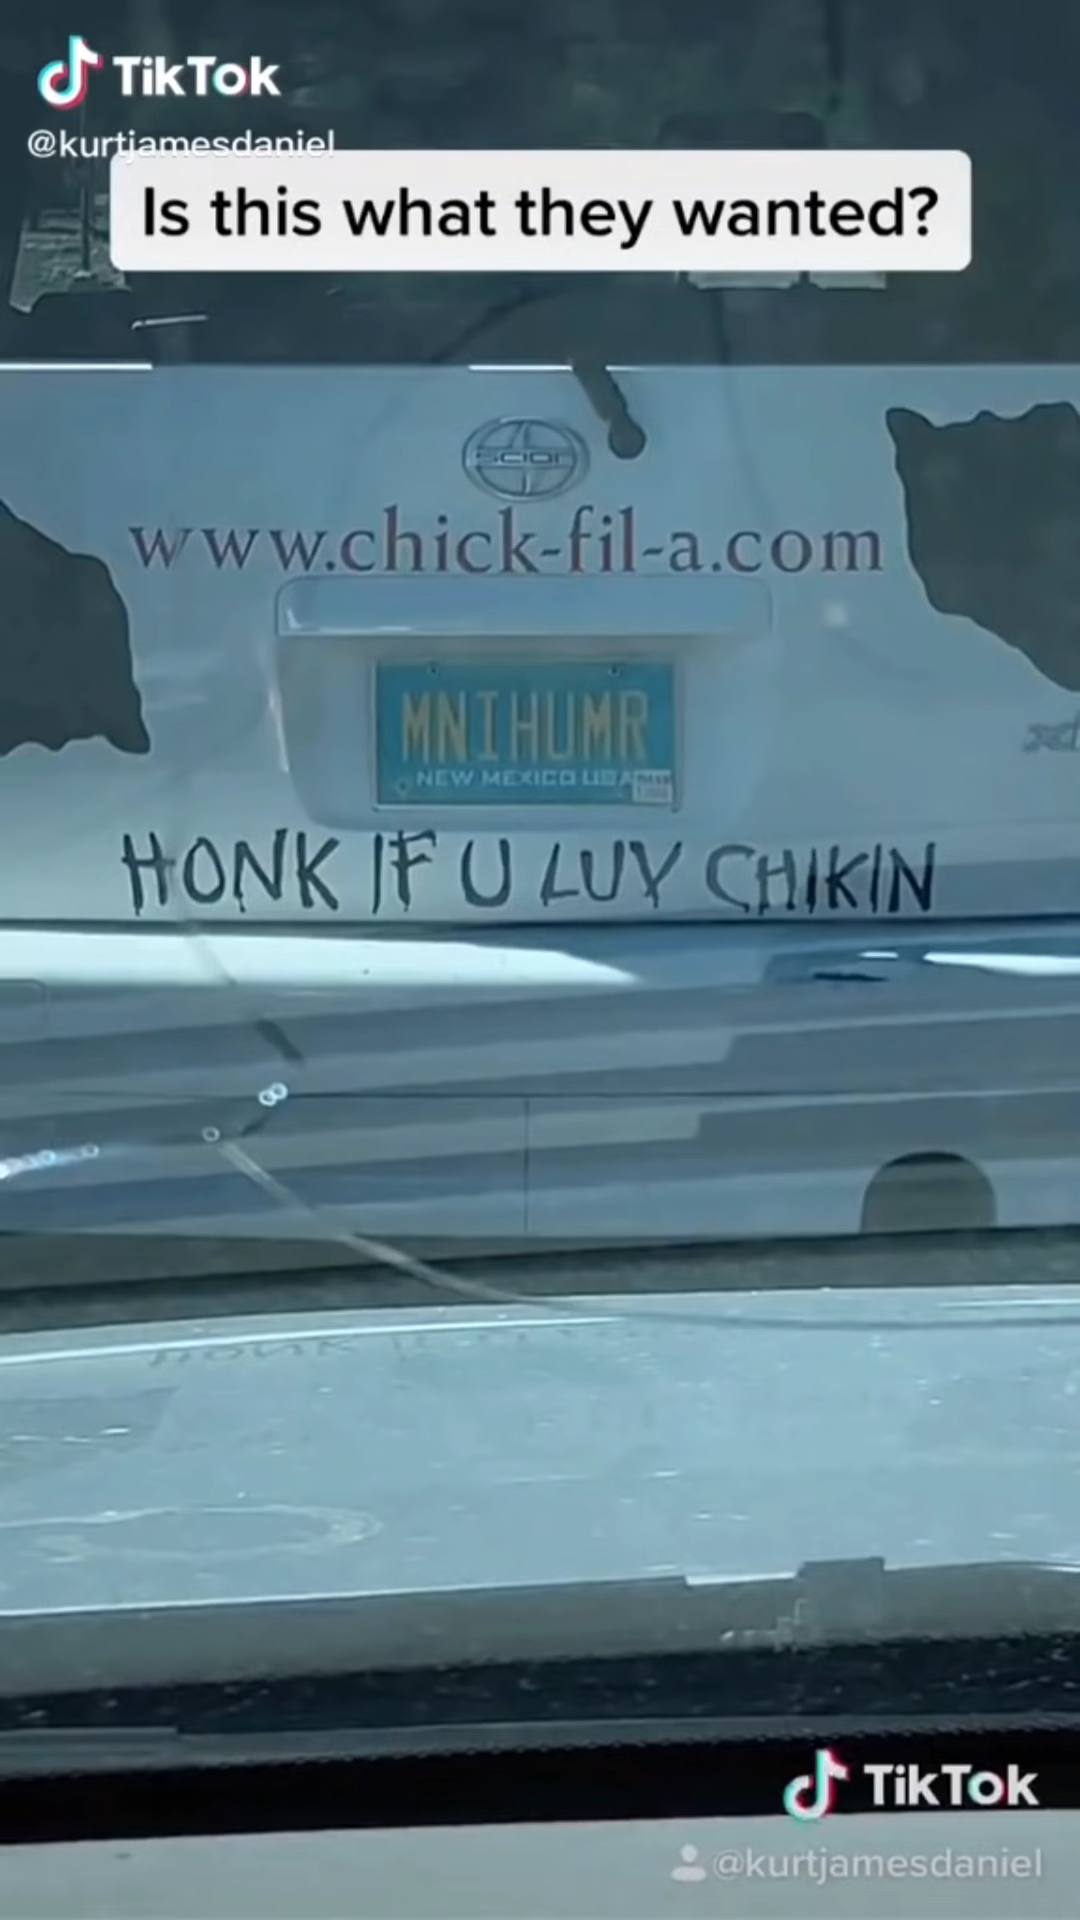 TikTok
@kurtjamesdaniel
Is this what they wanted?
SCION
www.chick-fil-a.com
MNIHUMR
NEW MEXICO USA
HONK IF U LUV CHIKIN
TikTok
@kurtjamesdaniel